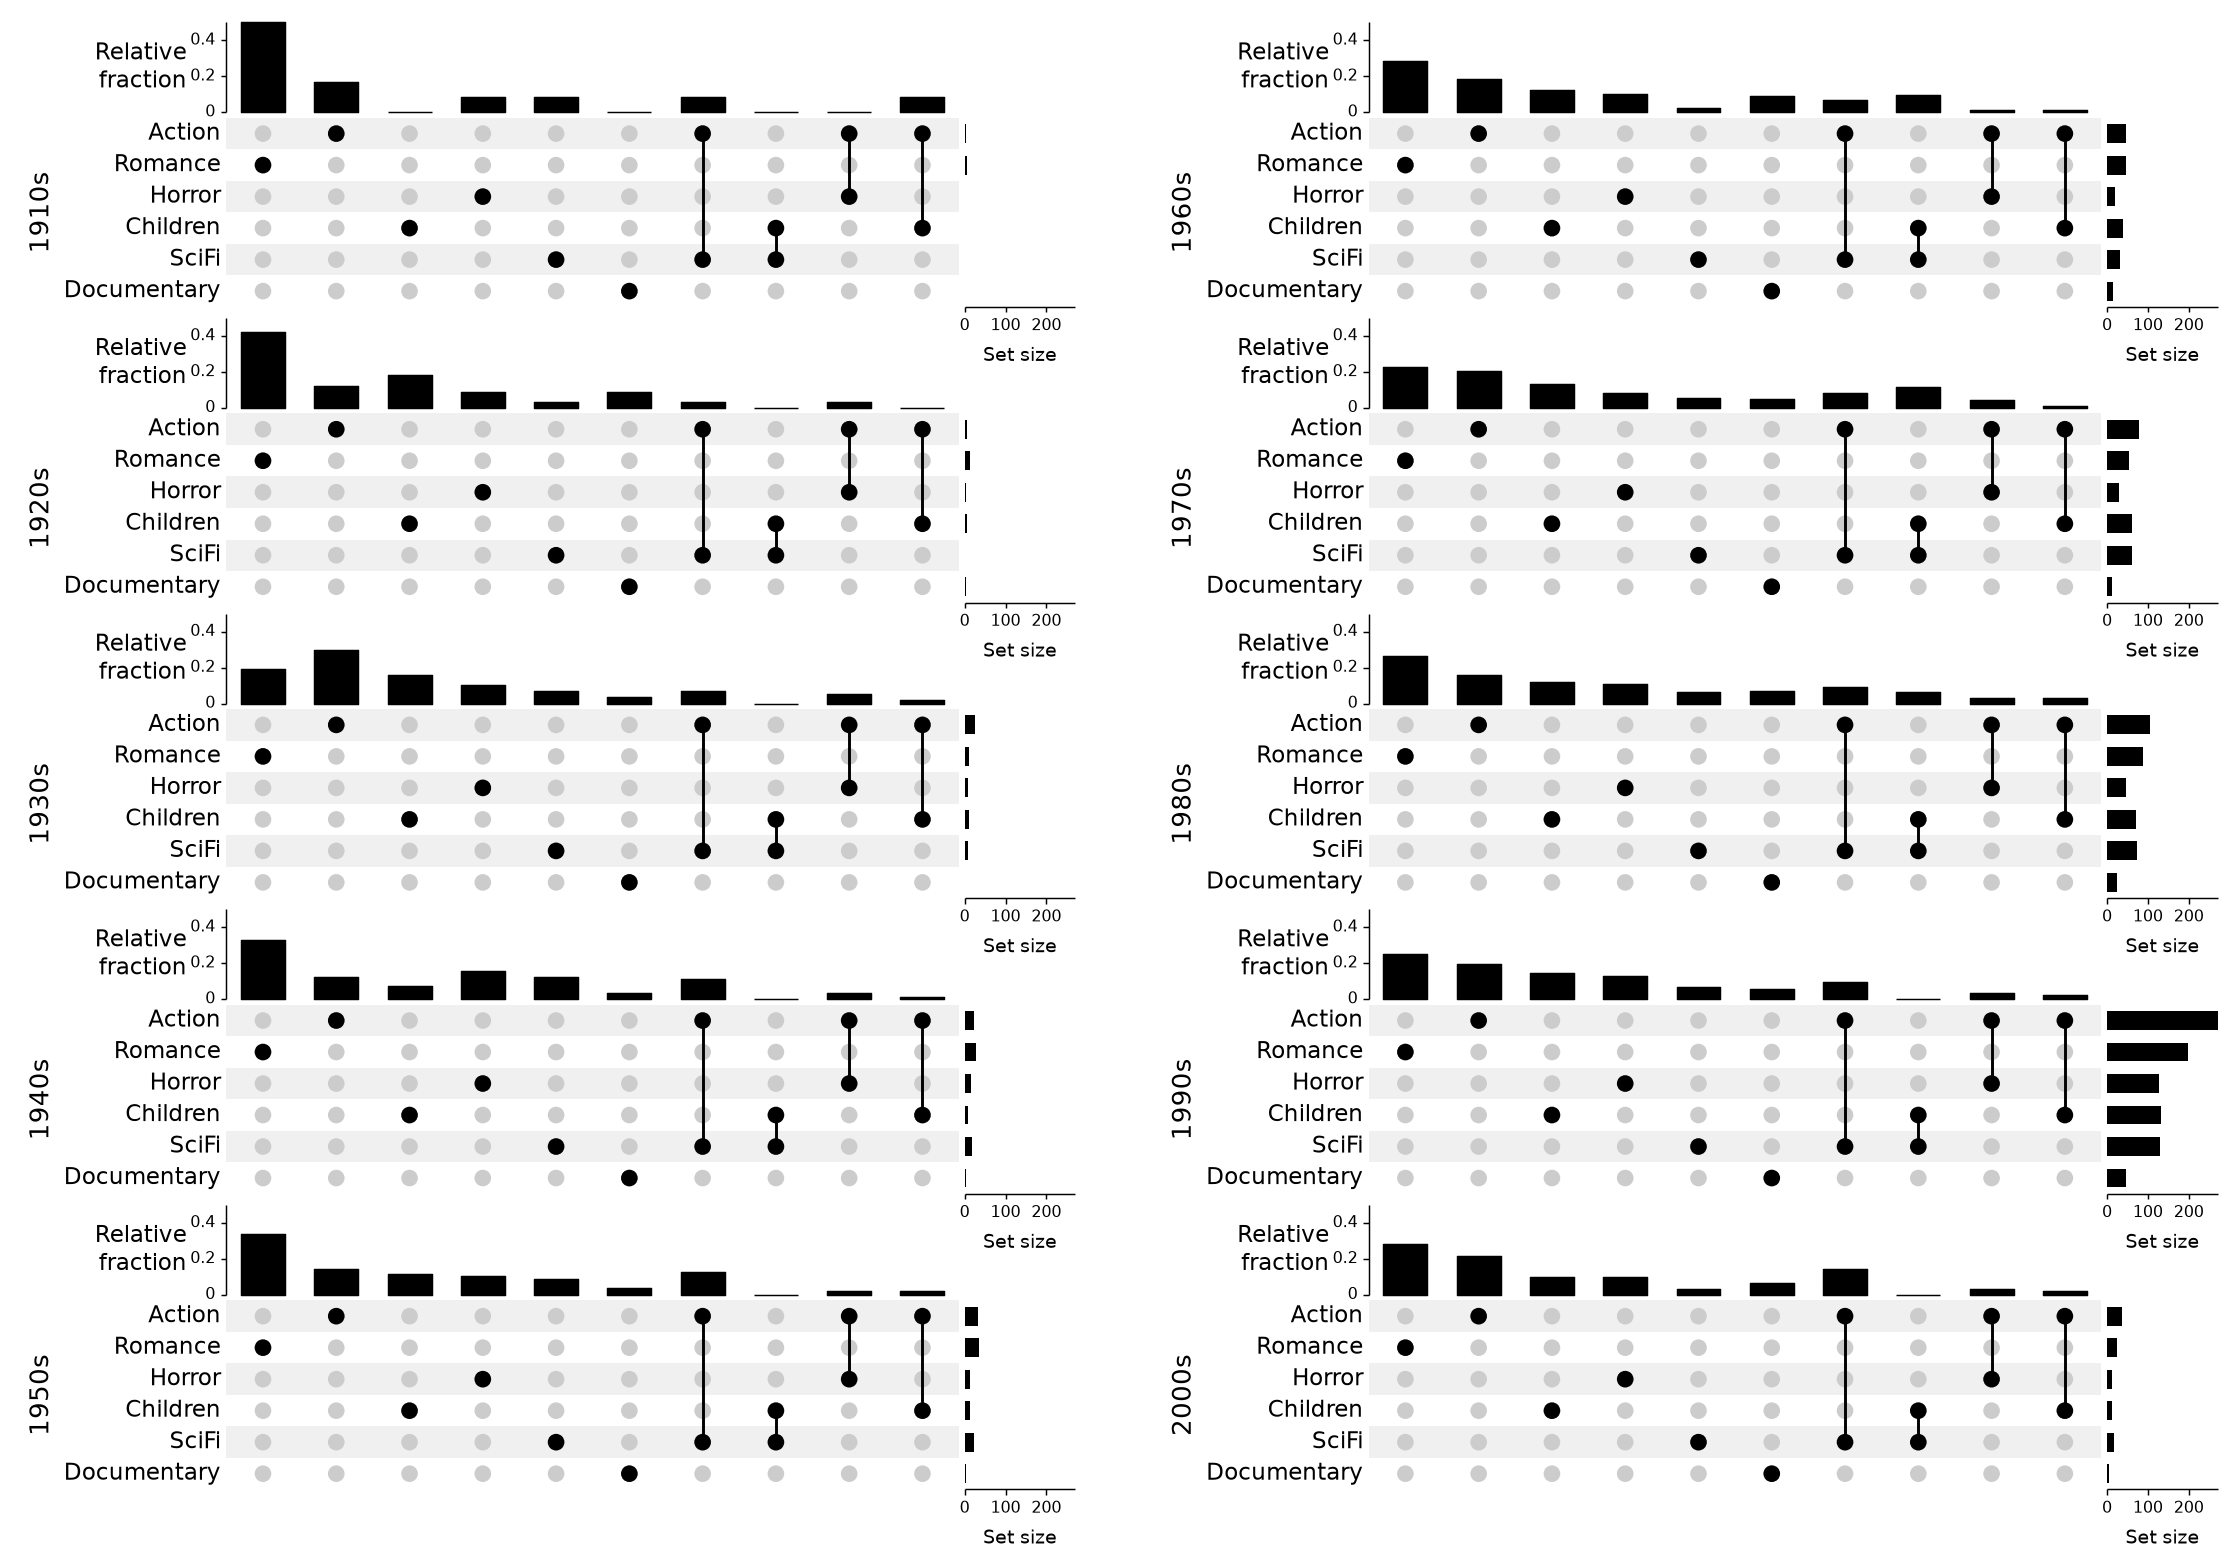 1910s
Relative
fraction
0.4
0.2
0
Action
Romance
Horror
Children
SciFi
Documentary
0 100 200
Set size
1920s
Relative
fraction
0.4
0.2
0
Action
Romance
Horror
Children
SciFi
Documentary
0 100 200
Set size
1930s
Relative
fraction
0.4
0.2
0
Action
Romance
Horror
Children
SciFi
Documentary
0 100 200
Set size
1940s
Relative
fraction
0.4
0.2
0
Action
Romance
Horror
Children
SciFi
Documentary
0 100 200
Set size
1950s
Relative
fraction
0.4
0.2
0
Action
Romance
Horror
Children
SciFi
Documentary
0 100 200
Set size
1960s
Relative
fraction
0.4
0.2
0
Action
Romance
Horror
Children
SciFi
Documentary
0 100 200
Set size
1970s
Relative
fraction
0.4
0.2
0
Action
Romance
Horror
Children
SciFi
Documentary
0 100 200
Set size
1980s
Relative
fraction
0.4
0.2
0
Action
Romance
Horror
Children
SciFi
Documentary
0 100 200
Set size
1990s
Relative
fraction
0.4
0.2
0
Action
Romance
Horror
Children
SciFi
Documentary
0 100 200
Set size
2000s
Relative
fraction
0.4
0.2
0
Action
Romance
Horror
Children
SciFi
Documentary
0 100 200
Set size